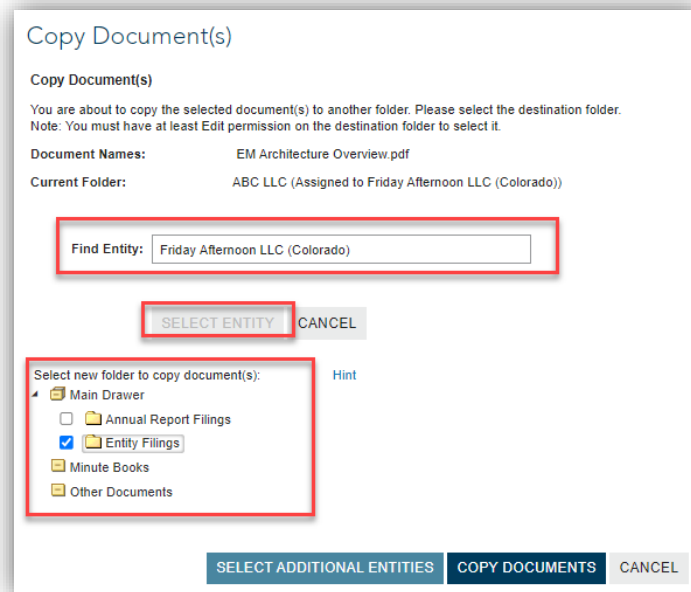 Copy Document(s)
Copy Document(s)
You are about to copy the selected document(s) to another folder. Please select the destination folder.
Note: You must have at least Edit permission on the destination folder to select it.
Document Names: EM Architecture Overview.pdf
Current Folder: ABC LLC (Assigned to Friday Afternoon LLC (Colorado))
Find Entity: Friday Afternoon LLC (Colorado)
SELECT ENTITY CANCEL
Select new folder to copy document(s): Hint
Main Drawer
Annual Report Filings
Entity Filings
Minute Books
Other Documents
SELECT ADDITIONAL ENTITIES COPY DOCUMENTS CANCEL